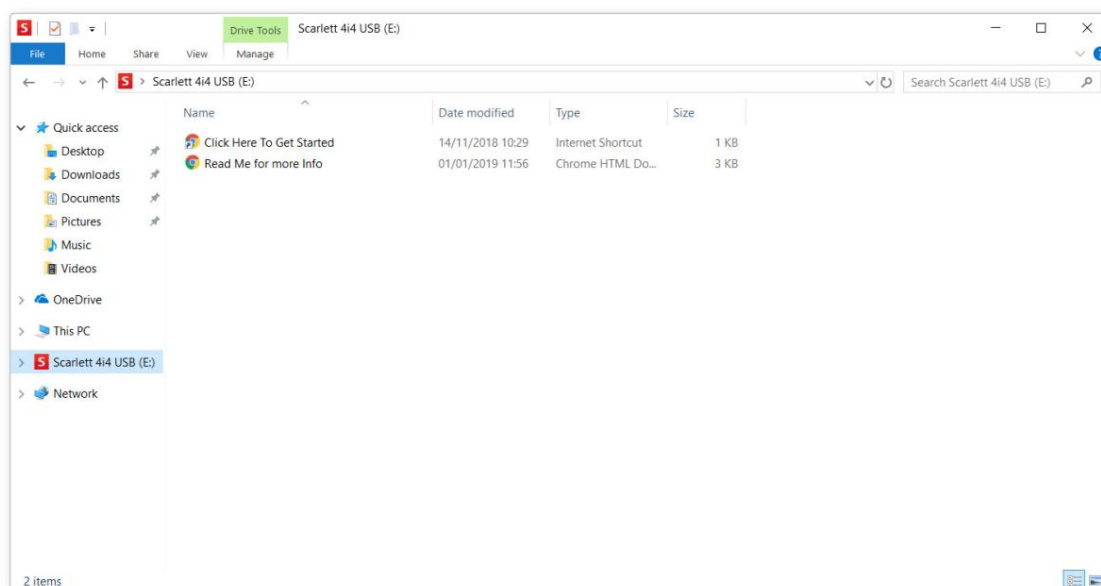 S Drive Tools Scarlett 4i4 USB (E:)
File Home Share View Manage
S > Scarlett 4i4 USB (E:) Search Scarlett 4i4 USB (E:)
Name Date modified Type Size
Quick access
Click Here To Get Started 14/11/2018 10:29 Internet Shortcut 1 KB
Desktop
Read Me for more Info 01/01/2019 11:56 Chrome HTML Do... 3 KB
Downloads
Documents
Pictures
Music
Videos
OneDrive
This PC
S Scarlett 4i4 USB (E:)
Network
2 items